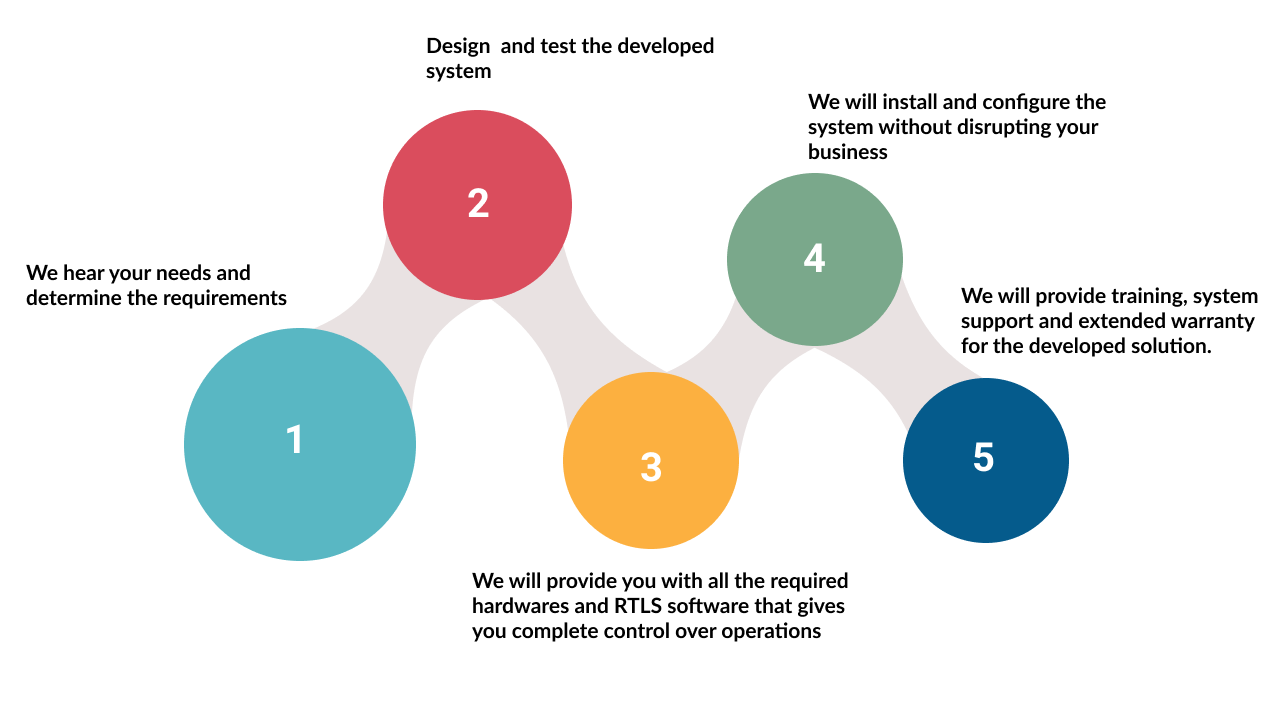 We hear your needs and
determine the requirements
1
Design  and test the developed
system
2
3
We will provide you with all the required
hardwares and RTLS software that gives
you complete control over operations
We will install and configure the
system without disrupting your
business
4
We will provide training, system
support and extended warranty
for the developed solution.
5